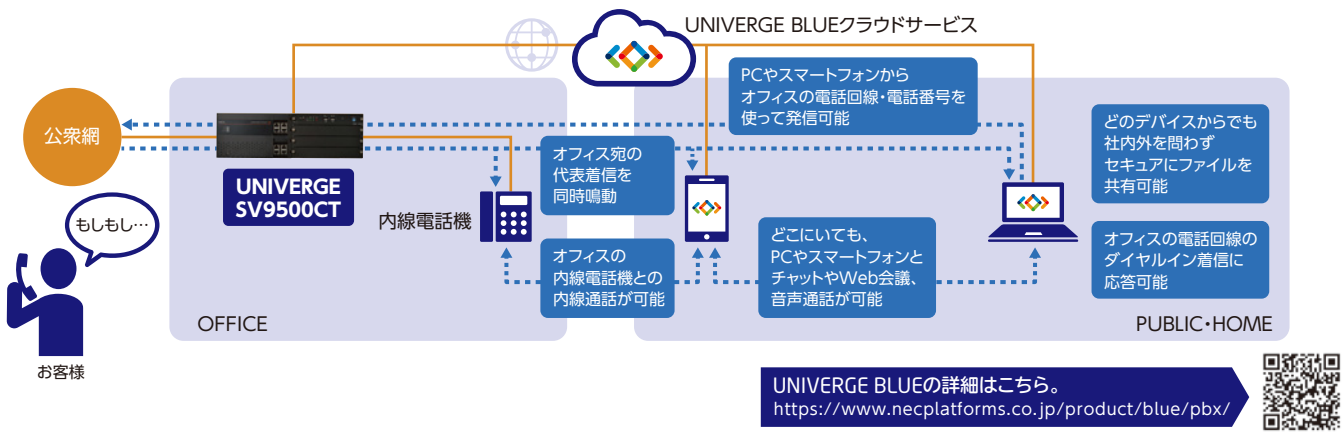 UNIVERGE BLUEクラウドサービス
PCやスマートフォンから
オフィスの電話回線・電話番号を
使って発信可能
公衆網
どのデバイスからでも
社内外を問わず
セキュアにファイルを
共有可能
オフィス宛の
代表着信を
同時鳴動
UNIVERGE
SV9500CT
内線電話機
もしもし…
どこにいても、
PCやスマートフォンと
チャットやWeb会議、
音声通話が可能
オフィスの電話回線の
ダイヤルイン着信に
応答可能
オフィスの
内線電話機との
内線通話が可能
OFFICE
PUBLIC・HOME
お客様
UNIVERGE BLUEの詳細はこちら。
https://www.necplatforms.co.jp/product/blue/pbx/